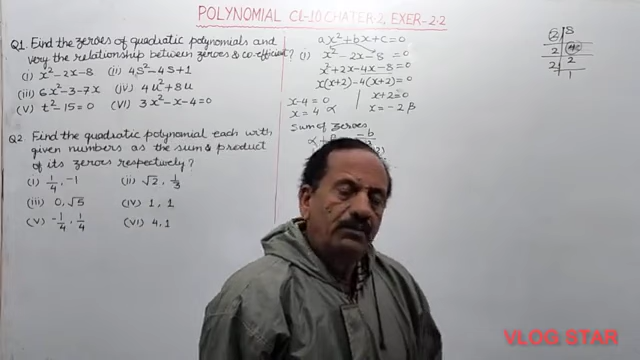 POLYNOMIAL CL-10 CHATER-2, EXER-2.2
Q1. Find the zeroes of quadratic polynomials and
very the relationship between zeroes & co-efficient?
(i) x²-2x-8 (ii) 4S²-4S+1
(iii) 6x²-3-7x (iv) 4u²+8u
(v) t²-15=0 (vi) 3x²-x-4=0
Q2. Find the quadratic polynomial each with
given numbers as the sum & product
of its zeroes respectively?
(i) 1/4, -1 (ii) √2, 1/3
(iii) 0, √5 (iv) 1, 1
(v) -1/4, 1/4 (vi) 4, 1
ax²+bx+c=0
(i) x²-2x-8=0
x²+2x-4x-8=0
x(x+2)-4(x+2)=0
x-4=0 | x+2=0
x=4 α | x=-2 β
Sum of zeroes
-b
2 8
2
2 2
1
VLOG STAR